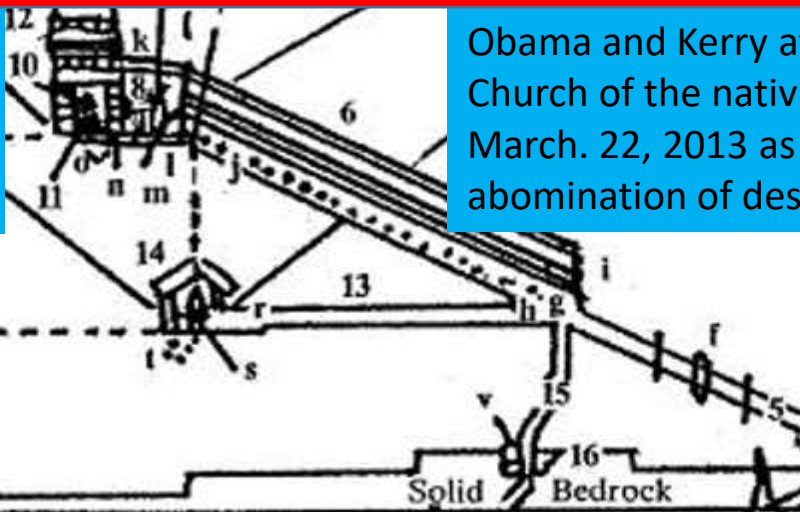 12
k
Obama and Kerry a
10
Church of the nativ
8
6
March. 22, 2013 as
abomination of des
j
l
11
n
m
14
i
13
r
h
g
f
t
s
15
5
v
16
Solid
Bedrock